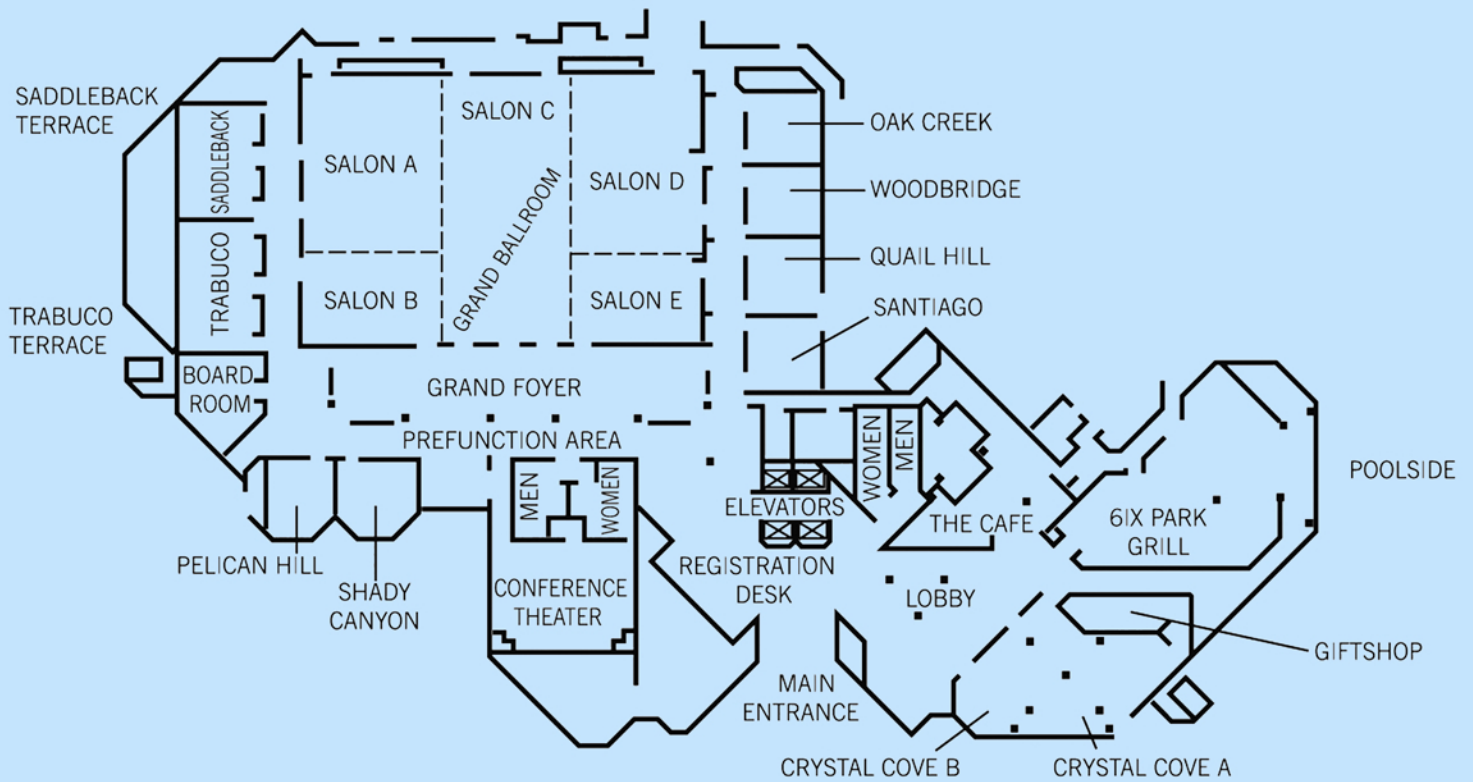 SADDLEBACK
TERRACE
SADDLEBACK
TRABUCO
TRABUCO
TERRACE
BOARD
ROOM
SALON A
SALON B
SALON C
GRAND BALLROOM
SALON D
SALON E
OAK CREEK
WOODBRIDGE
QUAIL HILL
SANTIAGO
GRAND FOYER
PREFUNCTION AREA
PELICAN HILL
SHADY
CANYON
MEN
WOMEN
CONFERENCE
THEATER
ELEVATORS
REGISTRATION
DESK
WOMEN
MEN
THE CAFE
LOBBY
6IX PARK
GRILL
POOLSIDE
GIFTSHOP
MAIN
ENTRANCE
CRYSTAL COVE B
CRYSTAL COVE A